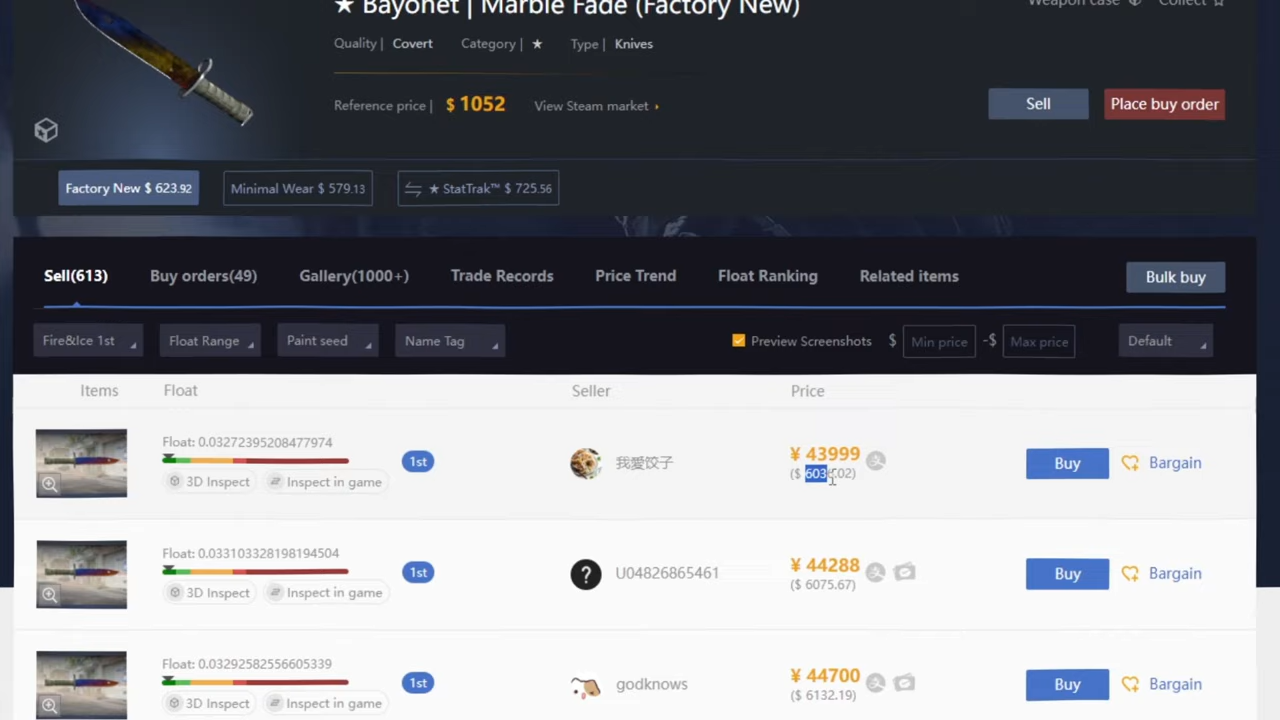 ★ Bayonet | Marble Fade (Factory New)
Weapon case
Collect
Quality | Covert Category | ★ Type | Knives
Reference price | $ 1052 View Steam market
Sell
Place buy order
Factory New $ 623.92
Minimal Wear $ 579.13
★ StatTrak™ $ 725.56
Sell(613) Buy orders(49) Gallery(1000+) Trade Records Price Trend Float Ranking Related items
Bulk buy
Fire&Ice 1st Float Range Paint seed Name Tag
Preview Screenshots $ Min price -$ Max price Default
Items Float Seller Price
Float: 0.03272395208477974
1st
我愛饺子
¥ 43999
3D Inspect Inspect in game
Buy Bargain
Float: 0.033103328198194504
1st
?
U04826865461
¥ 44288
($ 6075.67)
3D Inspect Inspect in game
Buy Bargain
Float: 0.03292582556605339
1st
godknows
¥ 44700
($ 6132.19)
3D Inspect Inspect in game
Buy Bargain